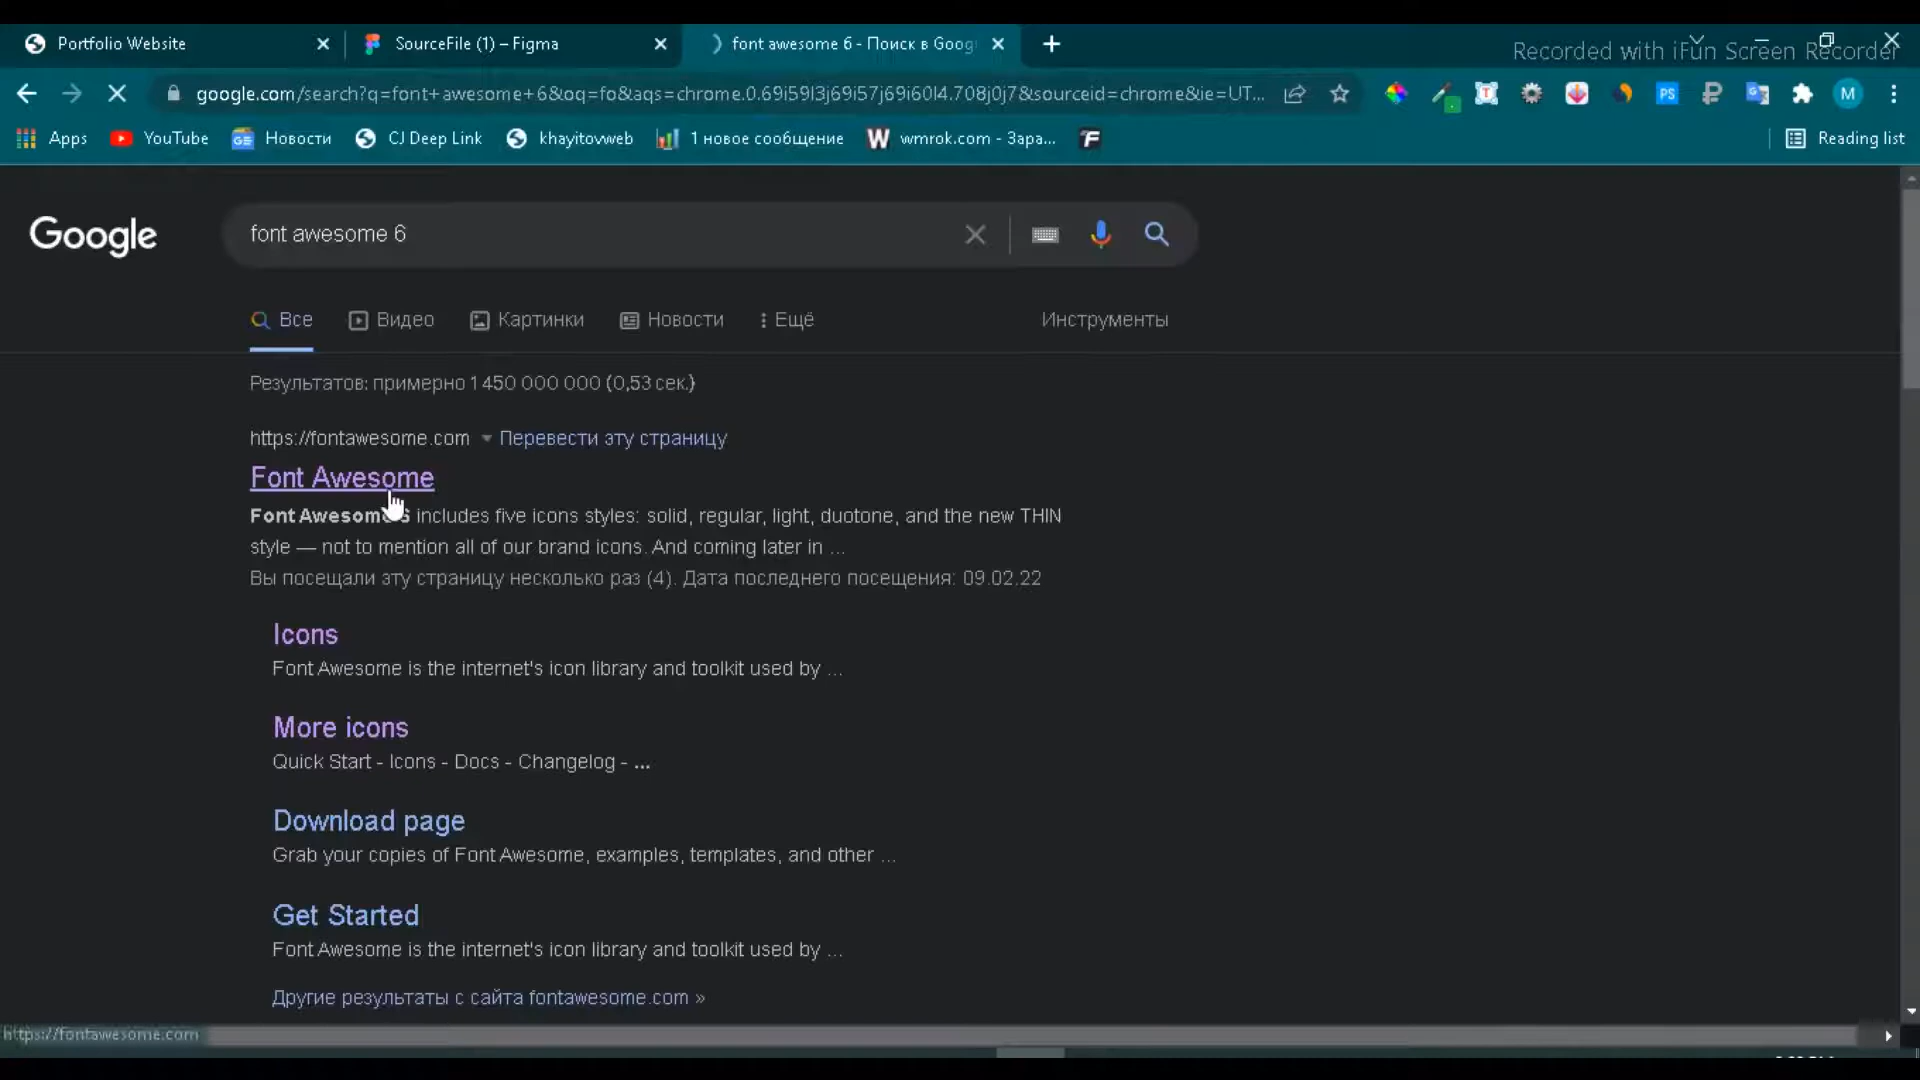 Portfolio Website
SourceFile (1) – Figma
font awesome 6 - Поиск в Goog
Recorded with iFun Screen Recorder
google.com/search?q=font+awesome+6&oq=fo&aqs=chrome.0.69i59l3j69i57j69i60l4.708j0j7&sourceid=chrome&ie=UT...
M
Apps
YouTube
Новости
CJ Deep Link
khayitovweb
1 новое сообщение
wmrok.com - Зара...
Reading list
Google
font awesome 6
Все
Видео
Картинки
Новости
Ещё
Инструменты
Результатов: примерно 1 450 000 000 (0,53 сек.)
https://fontawesome.com
Перевести эту страницу
Font Awesome
Font Awesome 6 includes five icons styles: solid, regular, light, duotone, and the new THIN
style — not to mention all of our brand icons. And coming later in ...
Вы посещали эту страницу несколько раз (4). Дата последнего посещения: 09.02.22
Icons
Font Awesome is the internet's icon library and toolkit used by ...
More icons
Quick Start - Icons - Docs - Changelog - ...
Download page
Grab your copies of Font Awesome, examples, templates, and other ...
Get Started
Font Awesome is the internet's icon library and toolkit used by ...
Другие результаты с сайта fontawesome.com »
https://fontawesome.com